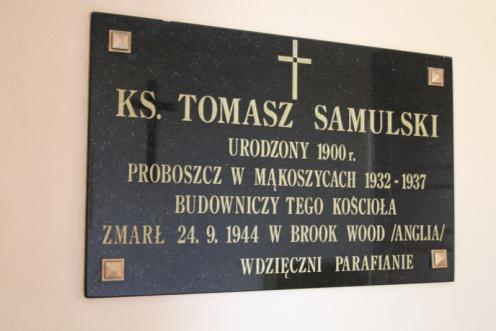 KS. TOMASZ SAMULSKI
URODZONY 1900 r.
PROBOSZCZ W MĄKOSZYCACH 1932-1937
BUDOWNICZY TEGO KOŚCIOŁA
ZMARŁ 24. 9. 1944 W BROOK WOOD /ANGLIA/
WDZIĘCZNI PARAFIANIE